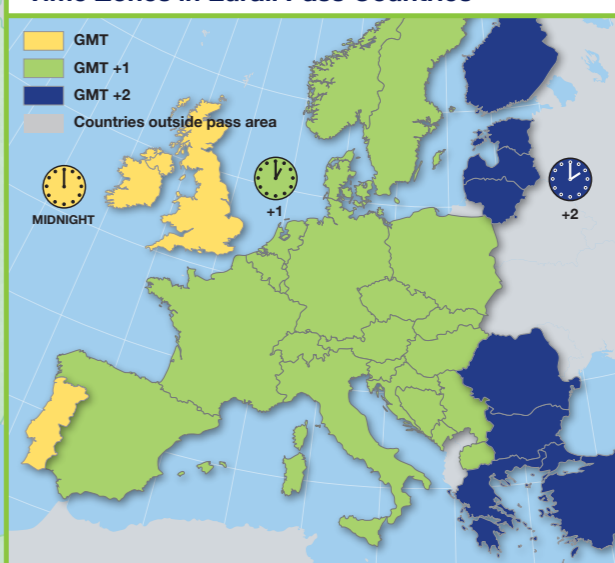 GMT
GMT +1
GMT +2
Countries outside pass area
MIDNIGHT
+1
+2